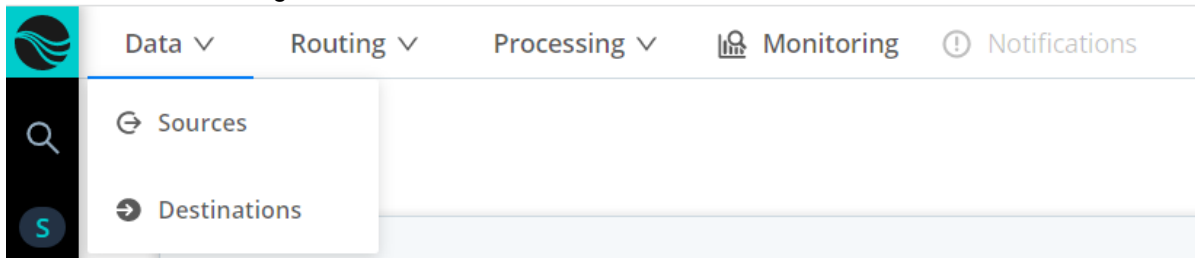 Data
Routing
Processing
Monitoring
Notifications
Sources
Destinations
S